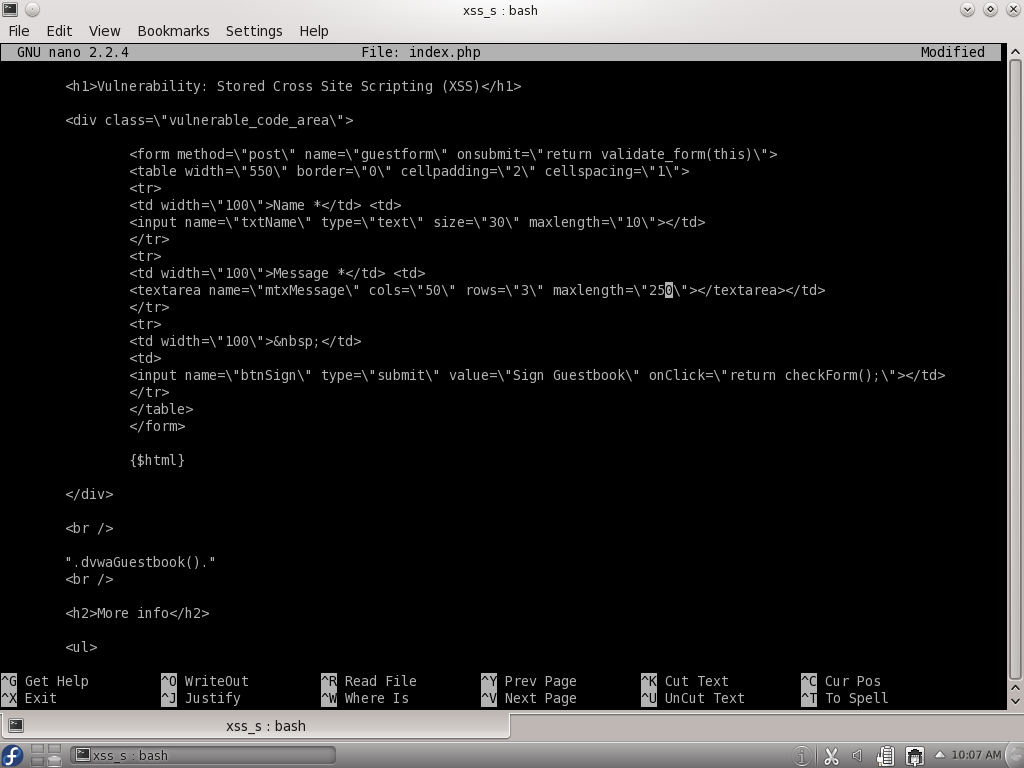 xss_s : bash
File Edit View Bookmarks Settings Help
GNU nano 2.2.4 File: index.php Modified
<h1>Vulnerability: Stored Cross Site Scripting (XSS)</h1>
<div class=\"vulnerable_code_area\">
<form method=\"post\" name=\"guestform\" onsubmit=\"return validate_form(this)\">
<table width=\"550\" border=\"0\" cellpadding=\"2\" cellspacing=\"1\">
<tr>
<td width=\"100\">Name *</td> <td>
<input name=\"txtName\" type=\"text\" size=\"30\" maxlength=\"10\"></td>
</tr>
<tr>
<td width=\"100\">Message *</td> <td>
<textarea name=\"mtxMessage\" cols=\"50\" rows=\"3\" maxlength=\"250\"></textarea></td>
</tr>
<tr>
<td width=\"100\">&nbsp;</td>
<td>
<input name=\"btnSign\" type=\"submit\" value=\"Sign Guestbook\" onClick=\"return checkForm();\"></td>
</tr>
</table>
</form>
{$html}
</div>
<br />
".dvwaGuestbook()."
<br />
<h2>More info</h2>
<ul>
^G Get Help ^O WriteOut ^R Read File ^Y Prev Page ^K Cut Text ^C Cur Pos
^X Exit ^J Justify ^W Where Is ^V Next Page ^U UnCut Text ^T To Spell
xss_s : bash
xss_s : bash 10:07 AM